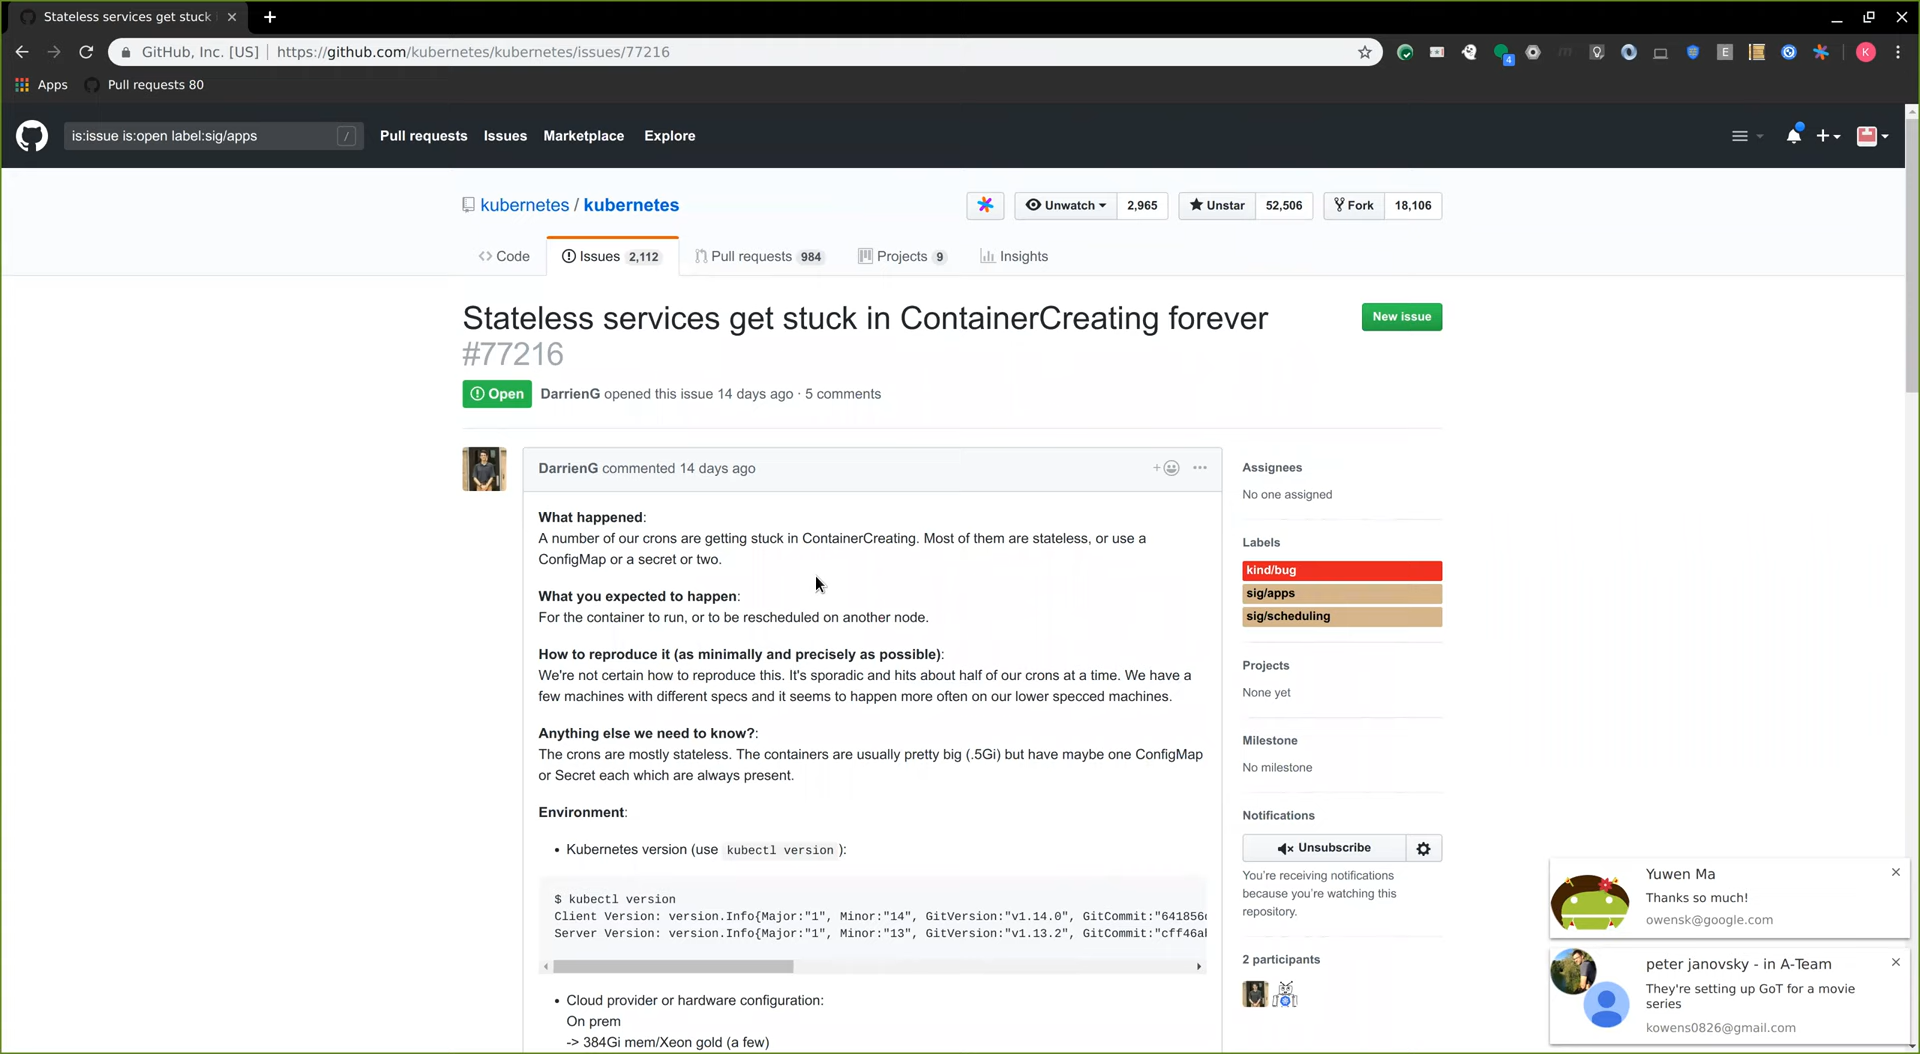 Stateless services get stuck
GitHub, Inc. [US] | https://github.com/kubernetes/kubernetes/issues/77216
4
E
K
Apps
Pull requests 80
is:issue is:open label:sig/apps
/
Pull requests
Issues
Marketplace
Explore
kubernetes / kubernetes
Unwatch
2,965
Unstar
52,506
Fork
18,106
Code
Issues 2,112
Pull requests 984
Projects 9
Insights
Stateless services get stuck in ContainerCreating forever
#77216
New issue
Open
DarrienG opened this issue 14 days ago · 5 comments
DarrienG commented 14 days ago
What happened:
A number of our crons are getting stuck in ContainerCreating. Most of them are stateless, or use a
ConfigMap or a secret or two.
What you expected to happen:
For the container to run, or to be rescheduled on another node.
How to reproduce it (as minimally and precisely as possible):
We're not certain how to reproduce this. It's sporadic and hits about half of our crons at a time. We have a
few machines with different specs and it seems to happen more often on our lower specced machines.
Anything else we need to know?:
The crons are mostly stateless. The containers are usually pretty big (.5Gi) but have maybe one ConfigMap
or Secret each which are always present.
Environment:
• Kubernetes version (use kubectl version ):
$ kubectl version
Client Version: version.Info{Major:"1", Minor:"14", GitVersion:"v1.14.0", GitCommit:"641856
Server Version: version.Info{Major:"1", Minor:"13", GitVersion:"v1.13.2", GitCommit:"cff46a
• Cloud provider or hardware configuration:
On prem
-> 384Gi mem/Xeon gold (a few)
Assignees
No one assigned
Labels
kind/bug
sig/apps
sig/scheduling
Projects
None yet
Milestone
No milestone
Notifications
Unsubscribe
You're receiving notifications
because you're watching this
repository.
2 participants
Yuwen Ma
Thanks so much!
owensk@google.com
peter janovsky - in A-Team
They're setting up GoT for a movie
series
kowens0826@gmail.com